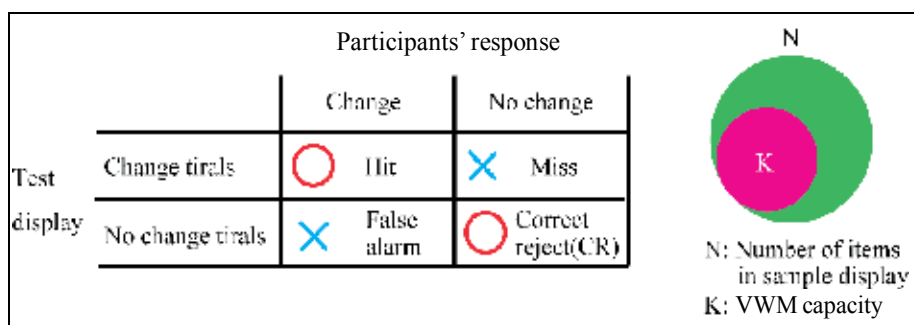 Participants' response
Change
No change
Test
display
Change tirals
Hit
Miss
No change tirals
False
alarm
Correct
reject(CR)
N
K
N: Number of items
in sample display
K: VWM capacity